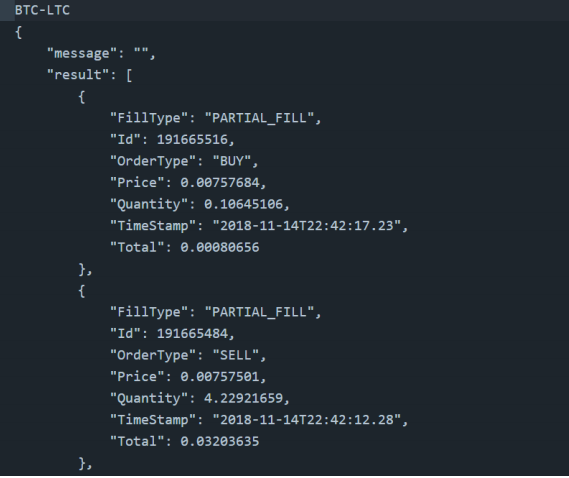 BTC-LTC
{
    "message": "",
    "result": [
        {
            "FillType": "PARTIAL_FILL",
            "Id": 191665516,
            "OrderType": "BUY",
            "Price": 0.00757684,
            "Quantity": 0.10645106,
            "TimeStamp": "2018-11-14T22:42:17.23",
            "Total": 0.00080656
        },
        {
            "FillType": "PARTIAL_FILL",
            "Id": 191665484,
            "OrderType": "SELL",
            "Price": 0.00757501,
            "Quantity": 4.22921659,
            "TimeStamp": "2018-11-14T22:42:12.28",
            "Total": 0.03203635
        },